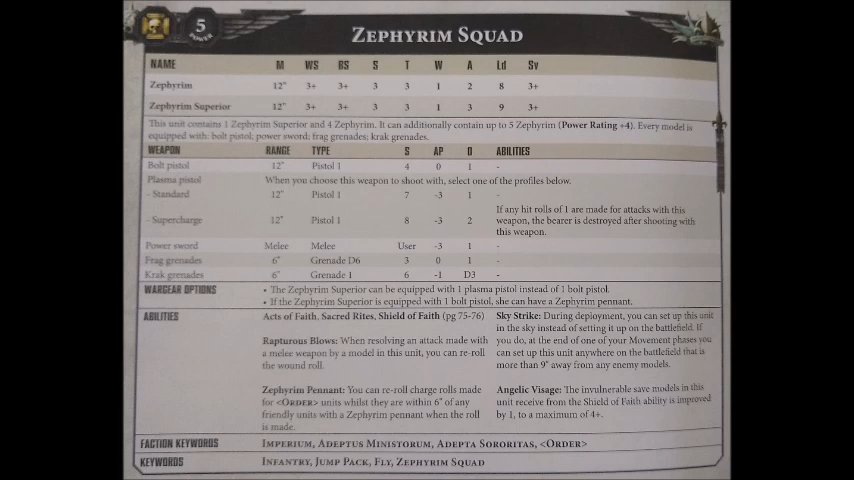 5
POWER
ZEPHYRIM SQUAD
NAME M WS BS S T W A Ld Sv
Zephyrim 12" 3+ 3+ 3 3 1 2 8 3+
Zephyrim Superior 12" 3+ 3+ 3 3 1 3 9 3+
This unit contains 1 Zephyrim Superior and 4 Zephyrim. It can additionally contain up to 5 Zephyrim (Power Rating +4). Every model is
equipped with: bolt pistol; power sword; frag grenades; krak grenades.
WEAPON RANGE TYPE S AP D ABILITIES
Bolt pistol 12" Pistol 1 4 0 1 -
Plasma pistol When you choose this weapon to shoot with, select one of the profiles below.
- Standard 12" Pistol 1 7 -3 1 -
- Supercharge 12" Pistol 1 8 -3 2 If any hit rolls of 1 are made for attacks with this
weapon, the bearer is destroyed after shooting with
this weapon.
Power sword Melee Melee User -3 1 -
Frag grenades 6" Grenade D6 3 0 1 -
Krak grenades 6" Grenade 1 6 -1 D3 -
WARGEAR OPTIONS • The Zephyrim Superior can be equipped with 1 plasma pistol instead of 1 bolt pistol.
• If the Zephyrim Superior is equipped with 1 bolt pistol, she can have a Zephyrim pennant.
ABILITIES
Acts of Faith, Sacred Rites, Shield of Faith (pg 75-76)
Rapturous Blows: When resolving an attack made with
a melee weapon by a model in this unit, you can re-roll
the wound roll.
Zephyrim Pennant: You can re-roll charge rolls made
for <ORDER> units whilst they are within 6" of any
friendly units with a Zephyrim pennant when the roll
is made.
Sky Strike: During deployment, you can set up this unit
in the sky instead of setting it up on the battlefield. If
you do, at the end of one of your Movement phases you
can set up this unit anywhere on the battlefield that is
more than 9" away from any enemy models.
Angelic Visage: The invulnerable save models in this
unit receive from the Shield of Faith ability is improved
by 1, to a maximum of 4+.
FACTION KEYWORDS IMPERIUM, ADEPTUS MINISTORUM, ADEPTA SORORITAS, <ORDER>
KEYWORDS INFANTRY, JUMP PACK, FLY, ZEPHYRIM SQUAD